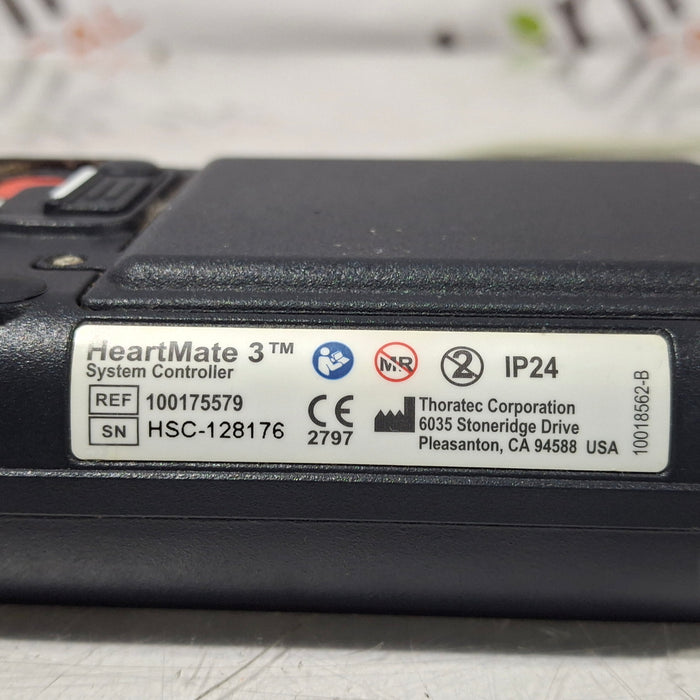 HeartMate 3™
System Controller
REF 100175579
SN HSC-128176
CE
2797
MR
2
IP24
Thoratec Corporation
6035 Stoneridge Drive
Pleasanton, CA 94588 USA
10018562-B